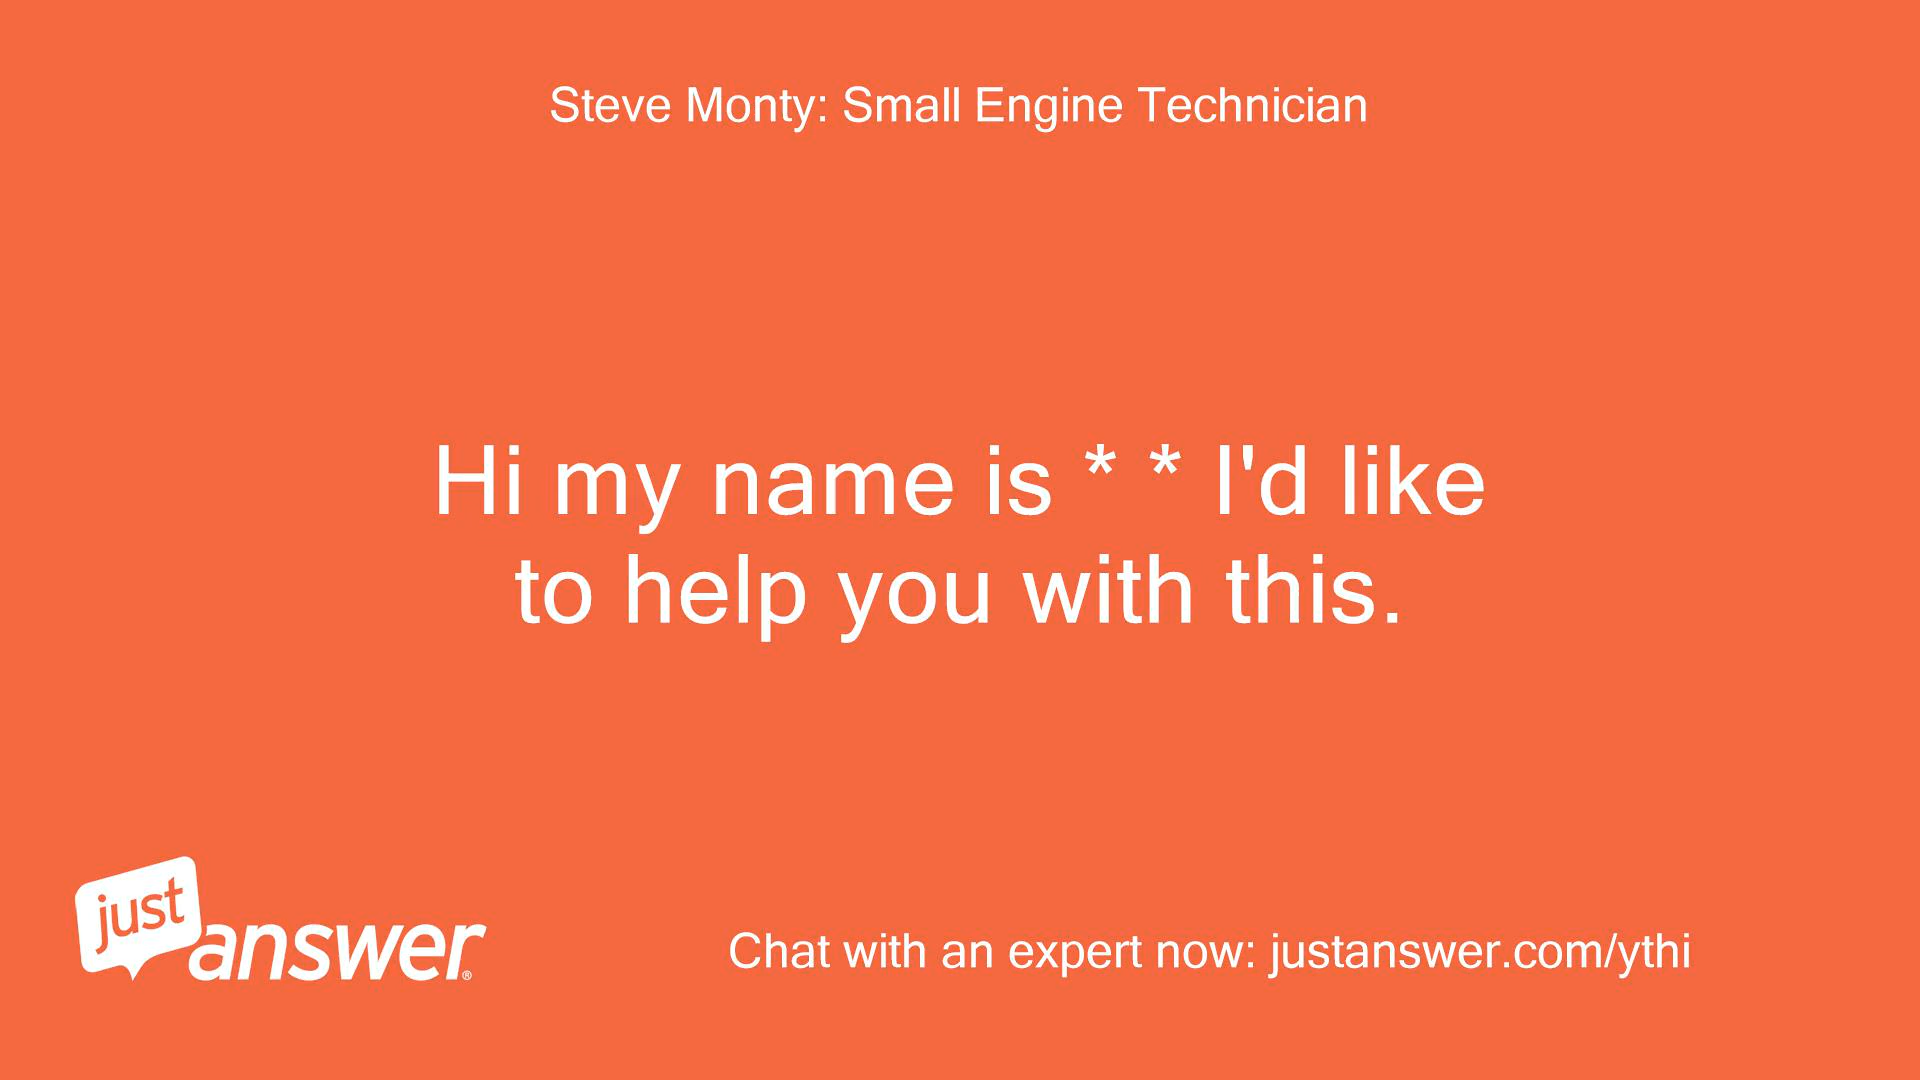 Steve Monty: Small Engine Technician
Hi my name is * * I'd like
to help you with this.
just
answer®
Chat with an expert now: justanswer.com/ythi